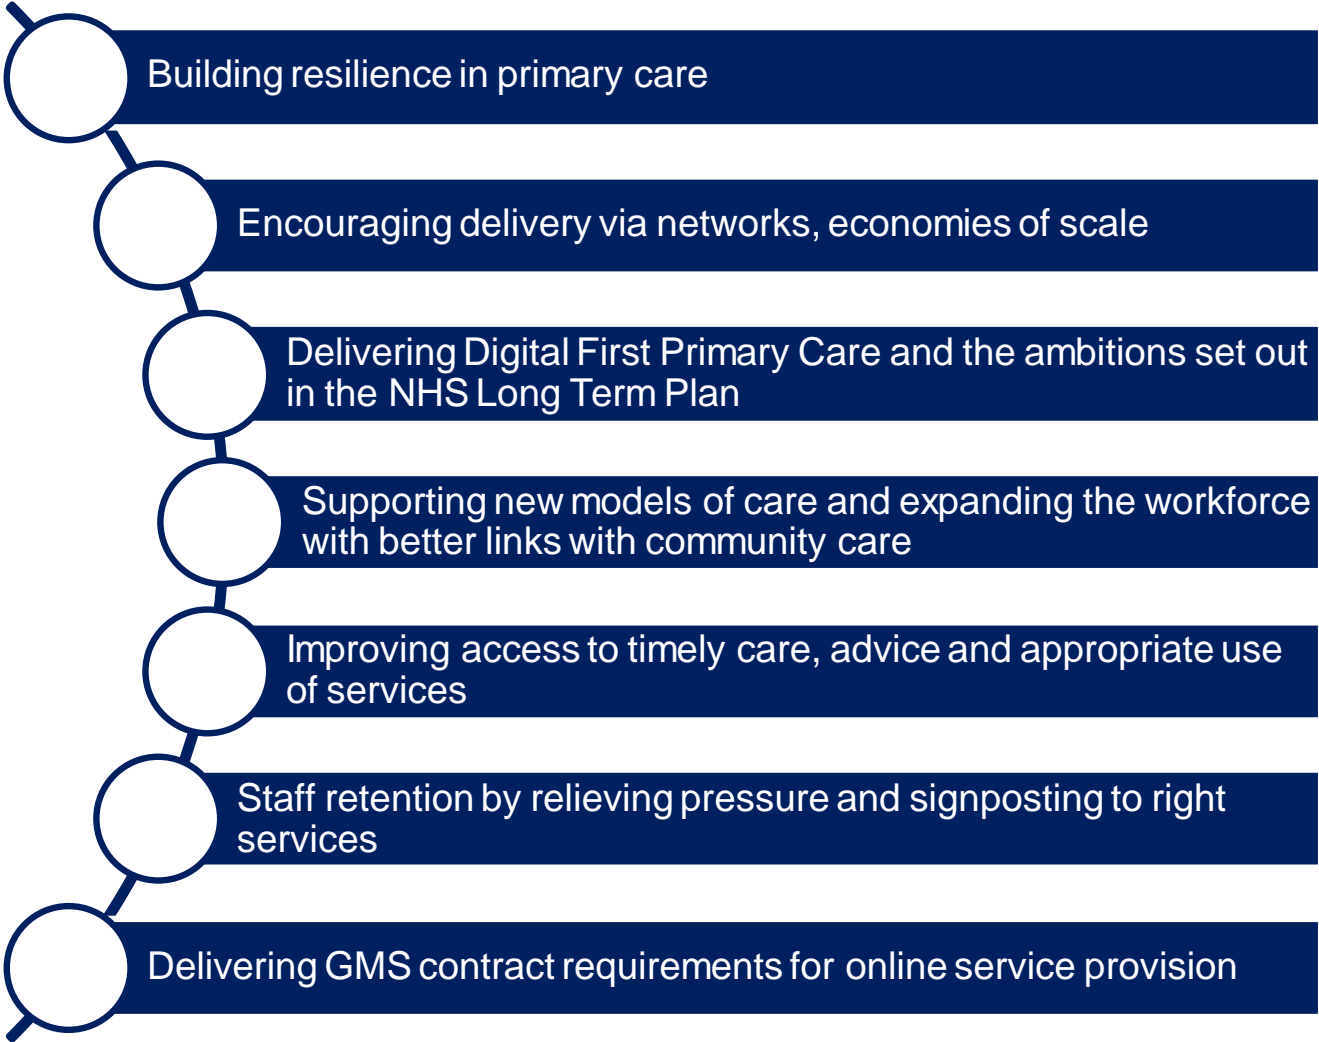 Building resilience in primary care
Encouraging delivery via networks, economies of scale
Delivering Digital First Primary Care and the ambitions set out
in the NHS Long Term Plan
Supporting new models of care and expanding the workforce
with better links with community care
Improving access to timely care, advice and appropriate use
of services
Staff retention by relieving pressure and signposting to right
services
Delivering GMS contract requirements for online service provision